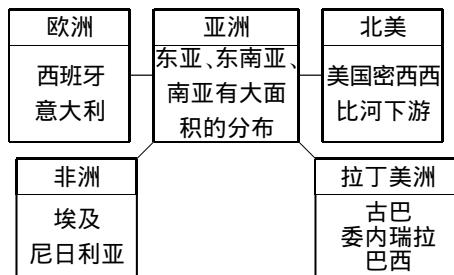 欧洲
西班牙
意大利
亚洲
东亚、东南亚、
南亚有大面
积的分布
北美
美国密西西
比河下游
非洲
埃及
尼日利亚
拉丁美洲
古巴
委内瑞拉
巴西